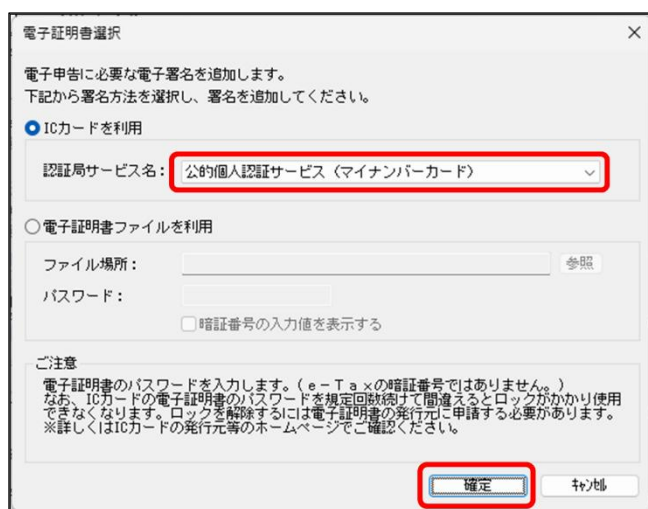 電子証明書選択
電子申告に必要な電子署名を追加します。
下記から署名方法を選択し、署名を追加してください。
ICカードを利用
認証局サービス名： 公的個人認証サービス（マイナンバーカード）
電子証明書ファイルを利用
ファイル場所： 参照
パスワード：
暗証番号の入力値を表示する
ご注意
電子証明書のパスワードを入力します。（ｅ－Ｔａｘの暗証番号ではありません。）
なお、ICカードの電子証明書のパスワードを規定回数続けて間違えるとロックがかかり使用
できなくなります。ロックを解除するには電子証明書の発行元に申請する必要があります。
※詳しくはICカードの発行元等のホームページでご確認ください。
確定 ｷｬﾝｾﾙ